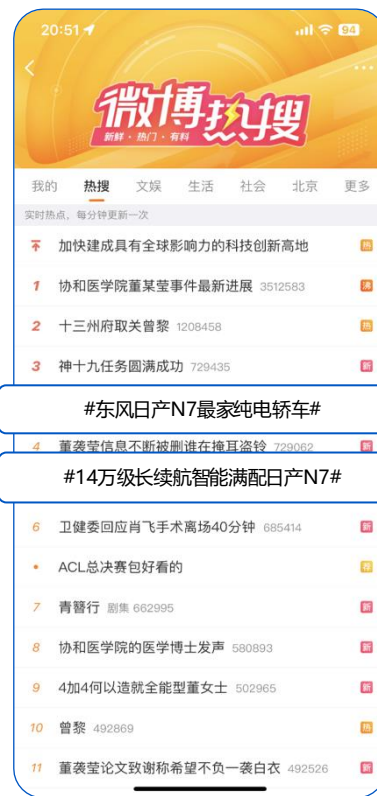 20:51
94
微博热搜
新鲜·热门·有料
我的 热搜 文娱 生活 社会 北京 更多
实时热点，每分钟更新一次
加快建成具有全球影响力的科技创新高地 热
1 协和医学院董某莹事件最新进展 3512583 沸
2 十三州府取关曾黎 1208458 热
3 神十九任务圆满成功 729435 新
#东风日产N7最家纯电轿车#
4 董袭莹信息不断被删谁在掩耳盗铃 729062 新
#14万级长续航智能满配日产N7#
6 卫健委回应肖飞手术离场40分钟 685414 新
• ACL总决赛包好看的 荐
7 青簪行 剧集 662995 新
8 协和医学院的医学博士发声 580893 新
9 4加4何以造就全能型董女士 502965 新
10 曾黎 492869 热
11 董袭莹论文致谢称希望不负一袭白衣 492526 新